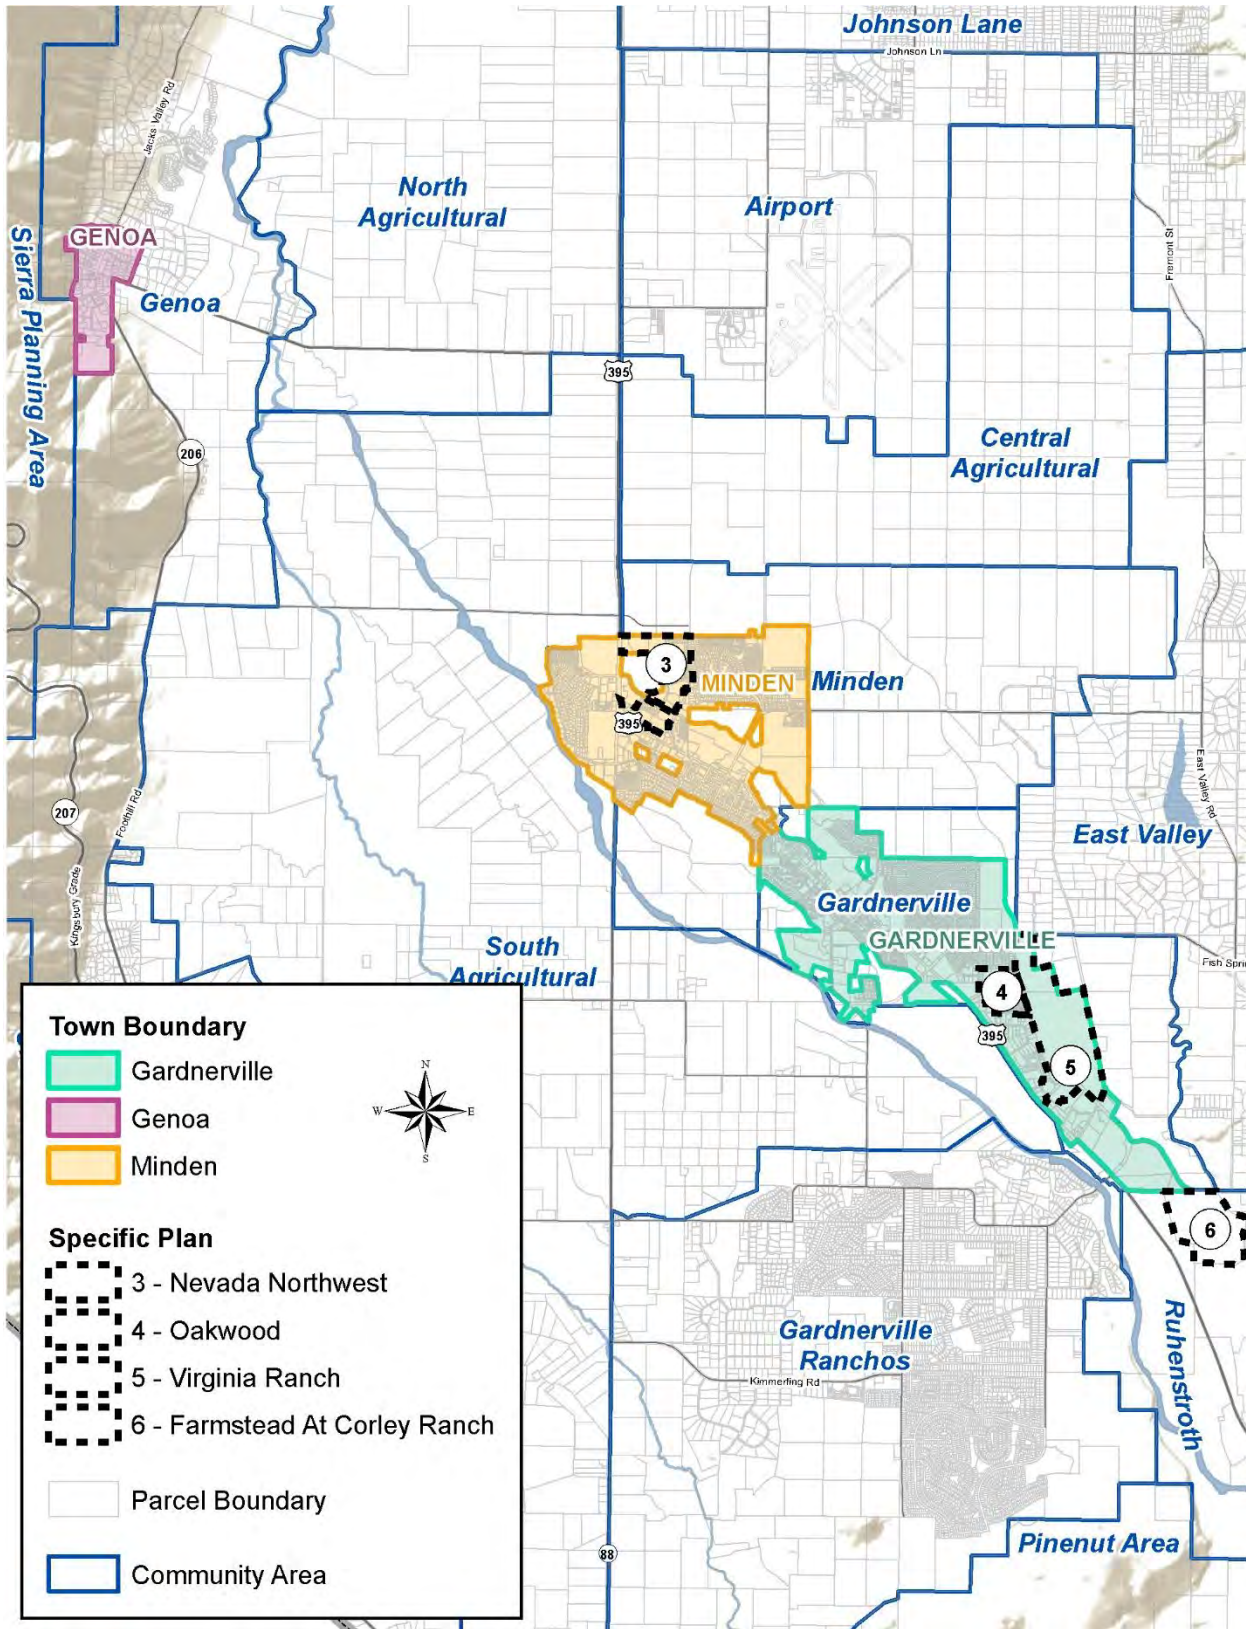 Johnson Lane
Johnson Ln
Jacks Valley Rd
North
Agricultural
Airport
Fremont St
GENOA
Genoa
Sierra Planning Area
395
206
Central
Agricultural
3
MINDEN
Minden
395
East Valley Rd
207
Foothill Rd
East Valley
Kingsbury Grade
Gardnerville
GARDNERVILLE
South
Agricultural
Fish Sprin
4
395
5
6
Ruhenstroth
Gardnerville
Ranchos
Kimmerling Rd
Pinenut Area
88
Town Boundary
Gardnerville
Genoa
Minden
N
W
E
S
Specific Plan
3 - Nevada Northwest
4 - Oakwood
5 - Virginia Ranch
6 - Farmstead At Corley Ranch
Parcel Boundary
Community Area